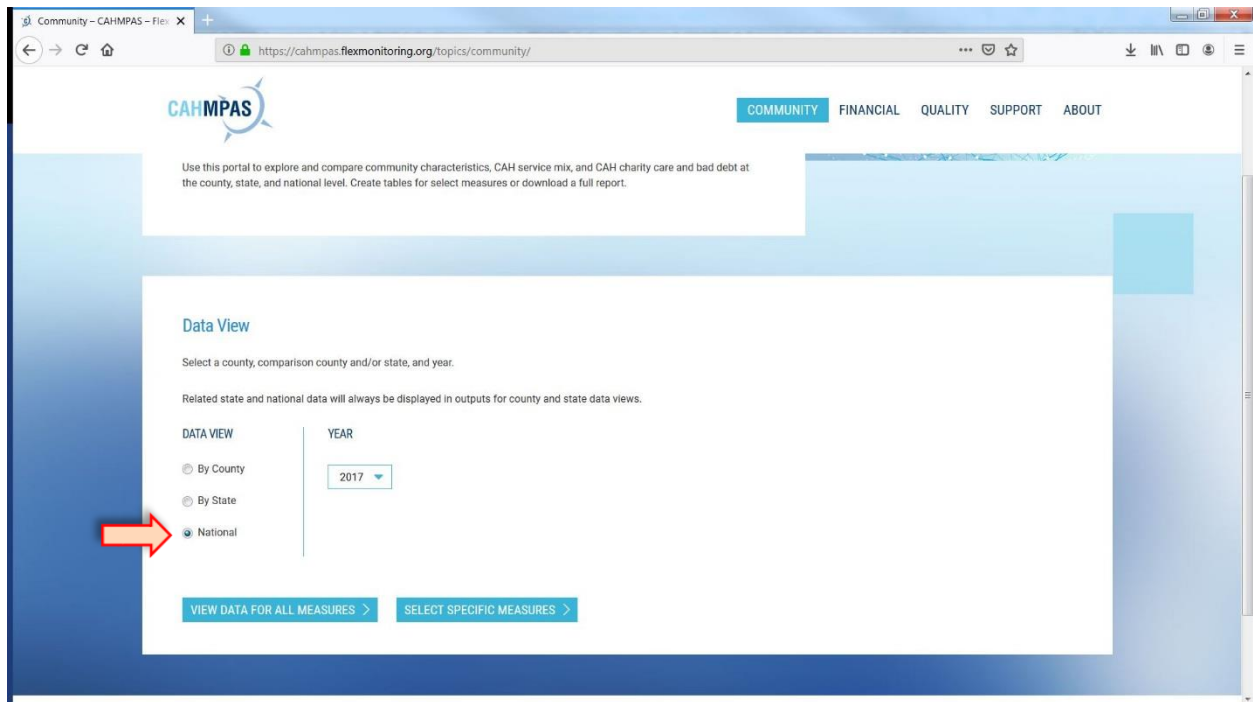 Community – CAHMPAS – Flex
https://cahmpas.flexmonitoring.org/topics/community/
CAHMPAS
COMMUNITY FINANCIAL QUALITY SUPPORT ABOUT
Use this portal to explore and compare community characteristics, CAH service mix, and CAH charity care and bad debt at
the county, state, and national level. Create tables for select measures or download a full report.
Data View
Select a county, comparison county and/or state, and year.
Related state and national data will always be displayed in outputs for county and state data views.
DATA VIEW YEAR
By County
2017
By State
National
VIEW DATA FOR ALL MEASURES SELECT SPECIFIC MEASURES